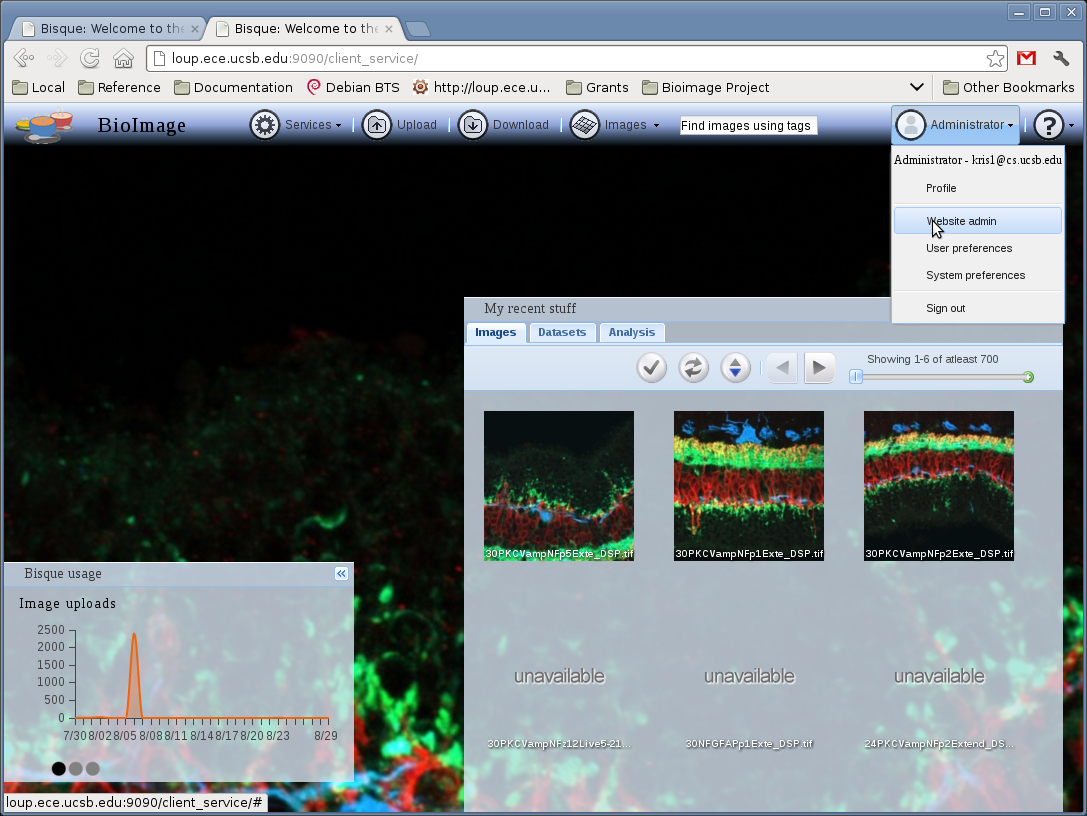 Bisque: Welcome to the
Bisque: Welcome to the
loup.ece.ucsb.edu:9090/client_service/
Local Reference Documentation Debian BTS http://loup.ece.u... Grants Bioimage Project Other Bookmarks
BioImage Services Upload Download Images Find images using tags Administrator ?
Administrator - kris1@cs.ucsb.edu
Profile
Website admin
User preferences
System preferences
Sign out
My recent stuff
Images Datasets Analysis
Showing 1-6 of atleast 700
30PKCVampNFp5Exte_DSP.tif 30PKCVampNFp1Exte_DSP.tif 30PKCVampNFp2Exte_DSP.tif
unavailable unavailable unavailable
30PKCVampNFz12Live5-21... 30NFGFAPp1Exte_DSP.tif 24PKCVampNFp2Extend_DS...
Bisque usage
Image uploads
2500
2000
1500
1000
500
0
7/30 8/02 8/05 8/08 8/11 8/14 8/17 8/20 8/23 8/29
loup.ece.ucsb.edu:9090/client_service/#